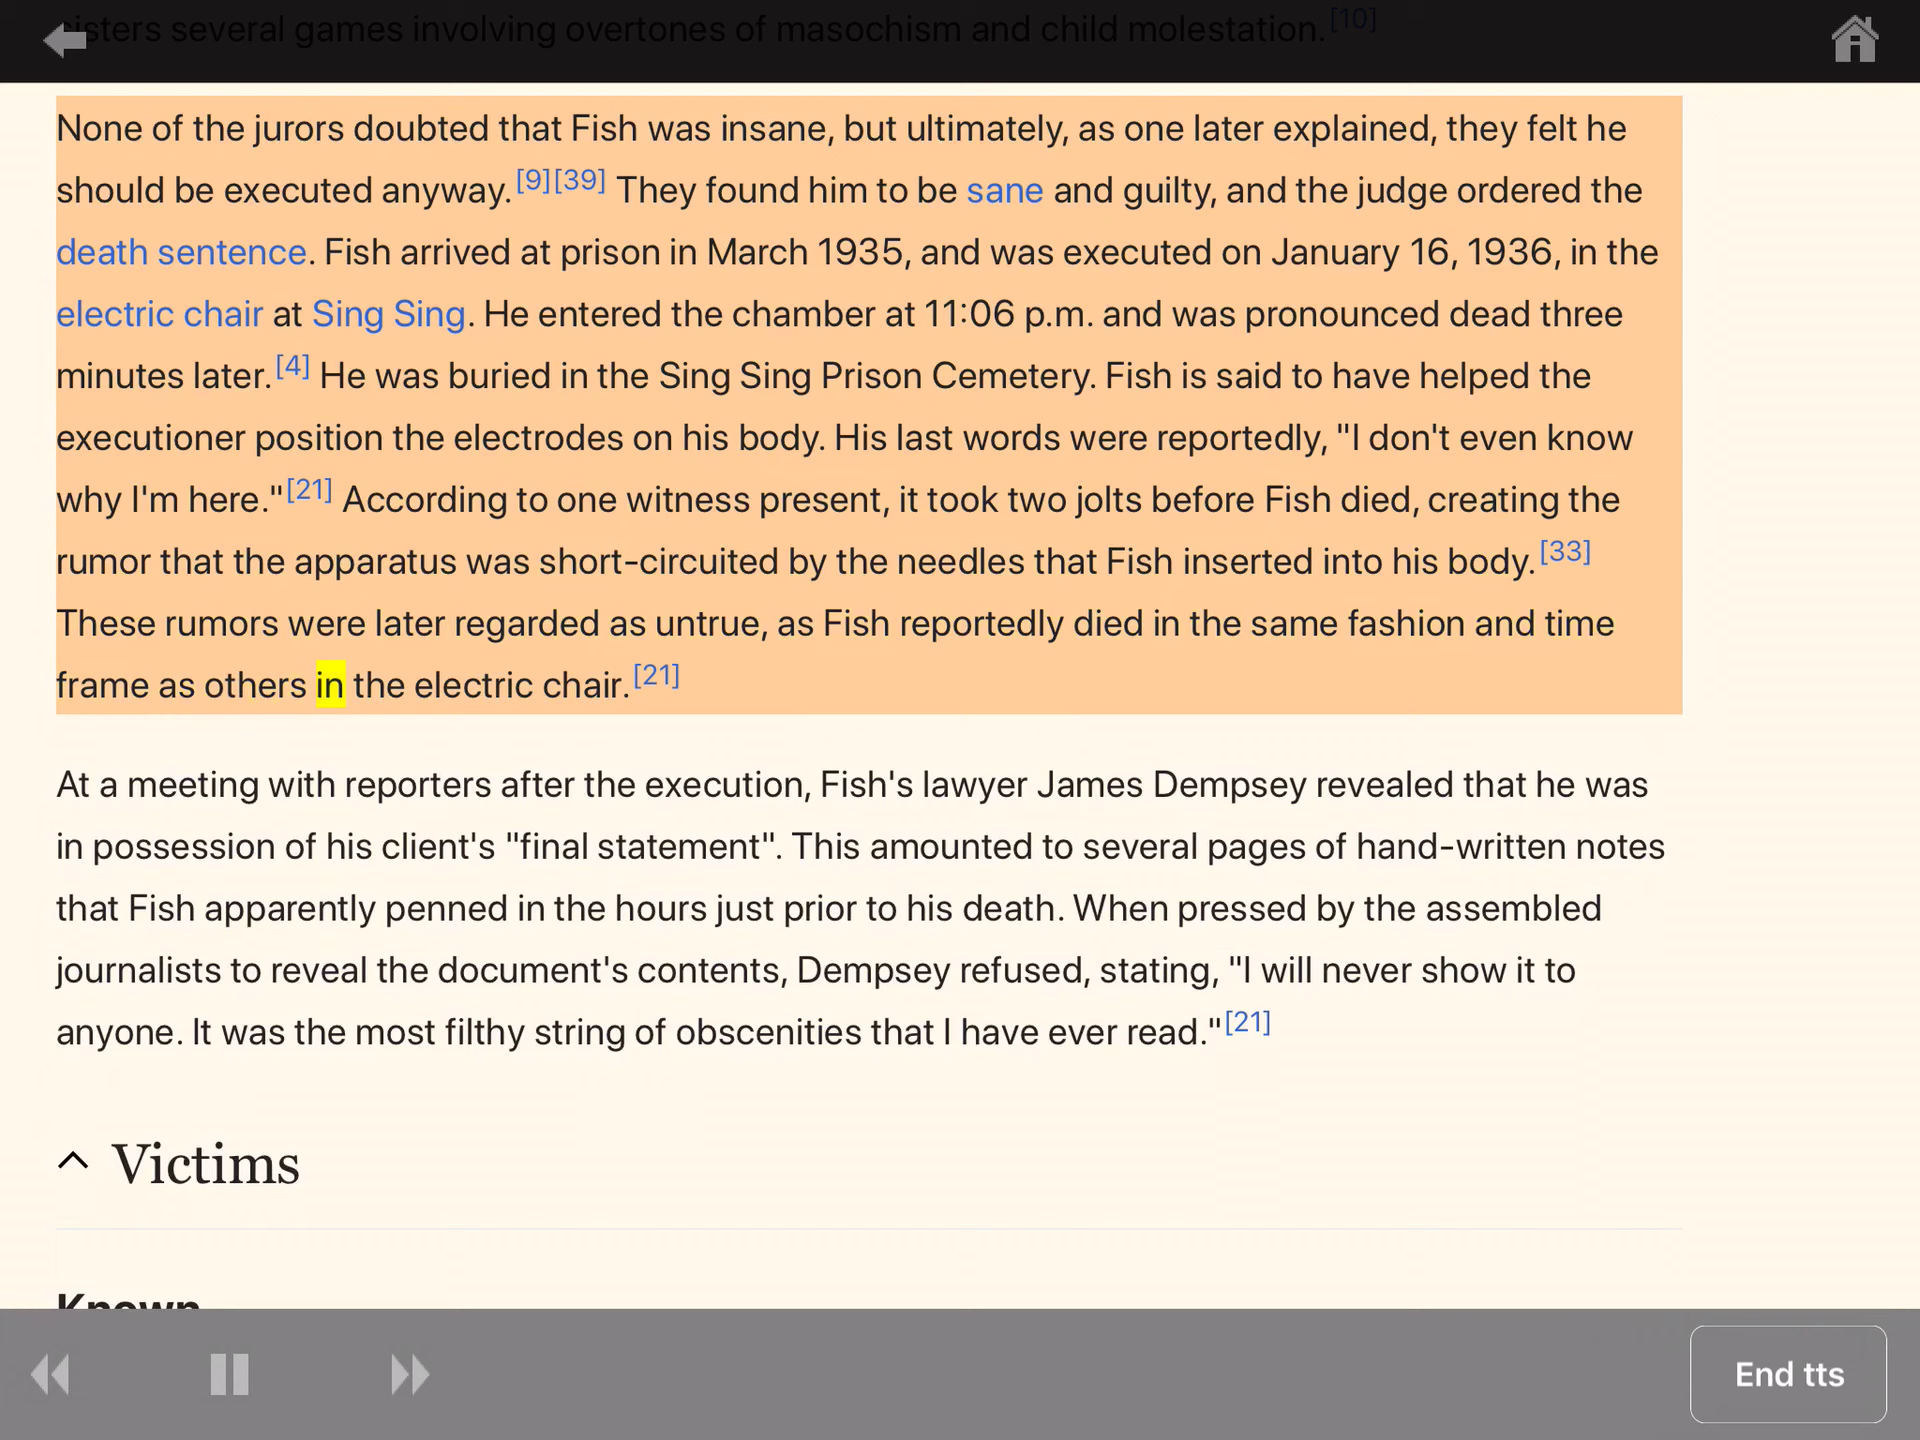 sisters several games involving overtones of masochism and child molestation.[10]
None of the jurors doubted that Fish was insane, but ultimately, as one later explained, they felt he
should be executed anyway.[9][39] They found him to be sane and guilty, and the judge ordered the
death sentence. Fish arrived at prison in March 1935, and was executed on January 16, 1936, in the
electric chair at Sing Sing. He entered the chamber at 11:06 p.m. and was pronounced dead three
minutes later.[4] He was buried in the Sing Sing Prison Cemetery. Fish is said to have helped the
executioner position the electrodes on his body. His last words were reportedly, "I don't even know
why I'm here."[21] According to one witness present, it took two jolts before Fish died, creating the
rumor that the apparatus was short-circuited by the needles that Fish inserted into his body.[33]
These rumors were later regarded as untrue, as Fish reportedly died in the same fashion and time
frame as others in the electric chair.[21]
At a meeting with reporters after the execution, Fish's lawyer James Dempsey revealed that he was
in possession of his client's "final statement". This amounted to several pages of hand-written notes
that Fish apparently penned in the hours just prior to his death. When pressed by the assembled
journalists to reveal the document's contents, Dempsey refused, stating, "I will never show it to
anyone. It was the most filthy string of obscenities that I have ever read."[21]
Victims
Known
End tts